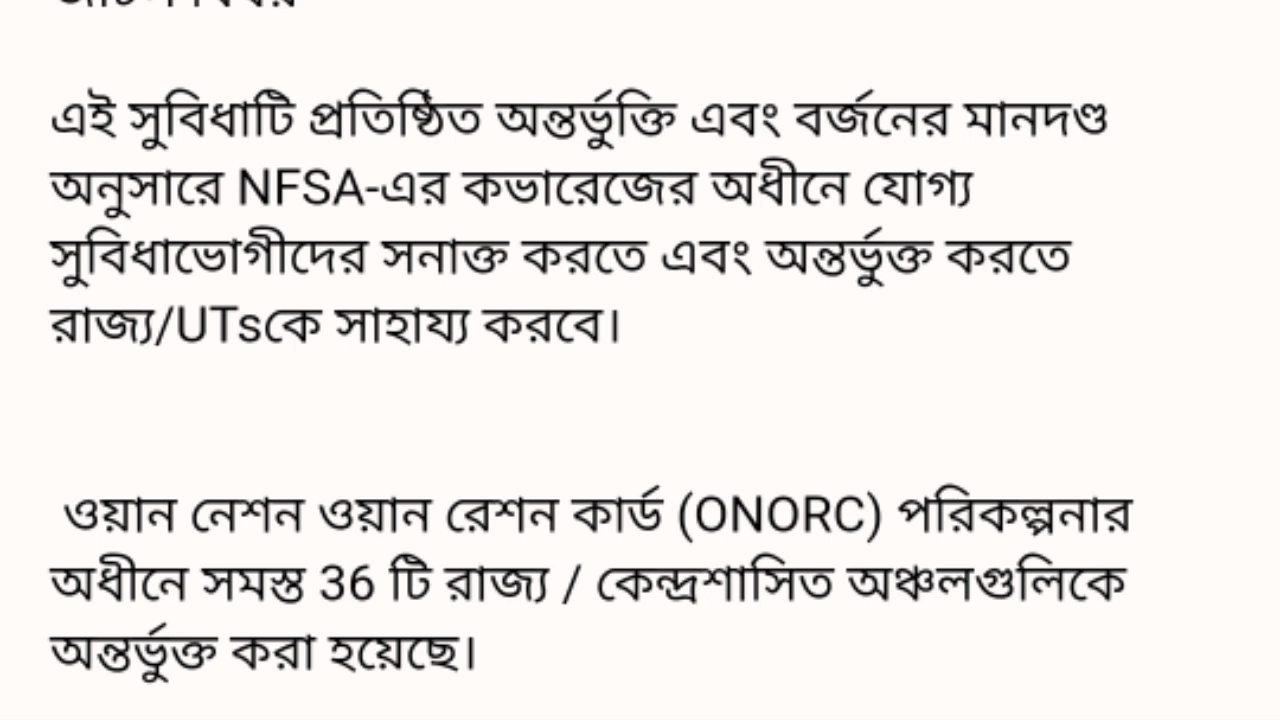 এই সুবিধাটি প্রতিষ্ঠিত অন্তর্ভুক্তি এবং বর্জনের মানদণ্ড
অনুসারে NFSA-এর কভারেজের অধীনে যোগ্য
সুবিধাভোগীদের সনাক্ত করতে এবং অন্তর্ভুক্ত করতে
রাজ্য/UTsকে সাহায্য করবে।
ওয়ান নেশন ওয়ান রেশন কার্ড (ONORC) পরিকল্পনার
অধীনে সমস্ত 36 টি রাজ্য / কেন্দ্রশাসিত অঞ্চলগুলিকে
অন্তর্ভুক্ত করা হয়েছে।